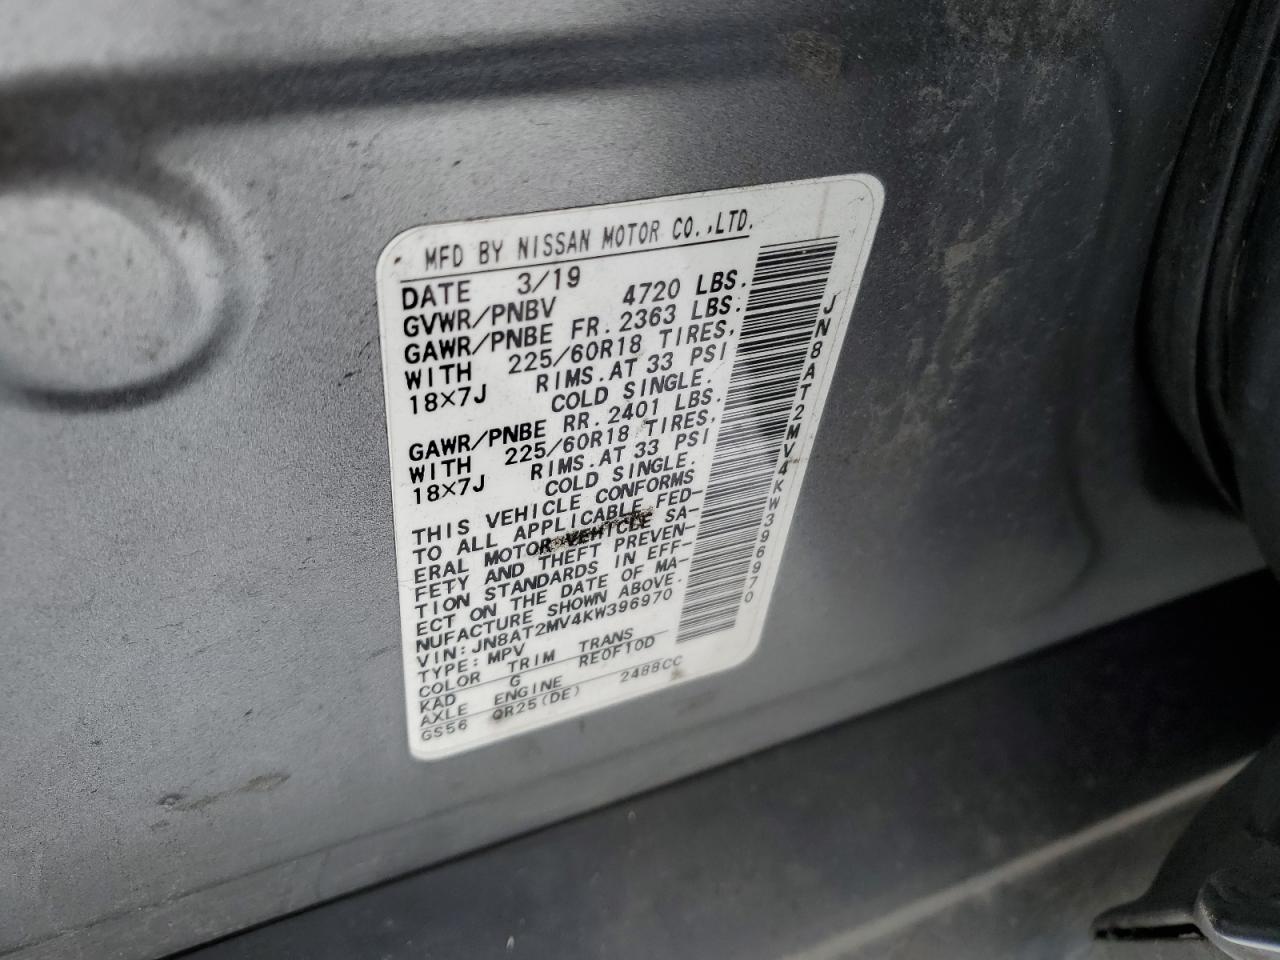 MFD BY NISSAN MOTOR CO.,LTD.
DATE 3/19
GVWR/PNBV 4720 LBS.
GAWR/PNBE FR. 2363 LBS.
WITH 225/60R18 TIRES,
18×7J RIMS.AT 33 PSI
COLD SINGLE.
GAWR/PNBE RR. 2401 LBS.
WITH 225/60R18 TIRES,
18×7J RIMS.AT 33 PSI
COLD SINGLE.
THIS VEHICLE CONFORMS
TO ALL APPLICABLE FED-
ERAL MOTOR VEHICLE SA-
FETY AND THEFT PREVEN-
TION STANDARDS IN EFF-
ECT ON THE DATE OF MA-
NUFACTURE SHOWN ABOVE.
VIN:JN8AT2MV4KW396970
TYPE:MPV
COLOR TRIM TRANS
KAD G RE0F10D
AXLE ENGINE
GS56 QR25(DE) 2488CC
JN8AT2MV4KW396970